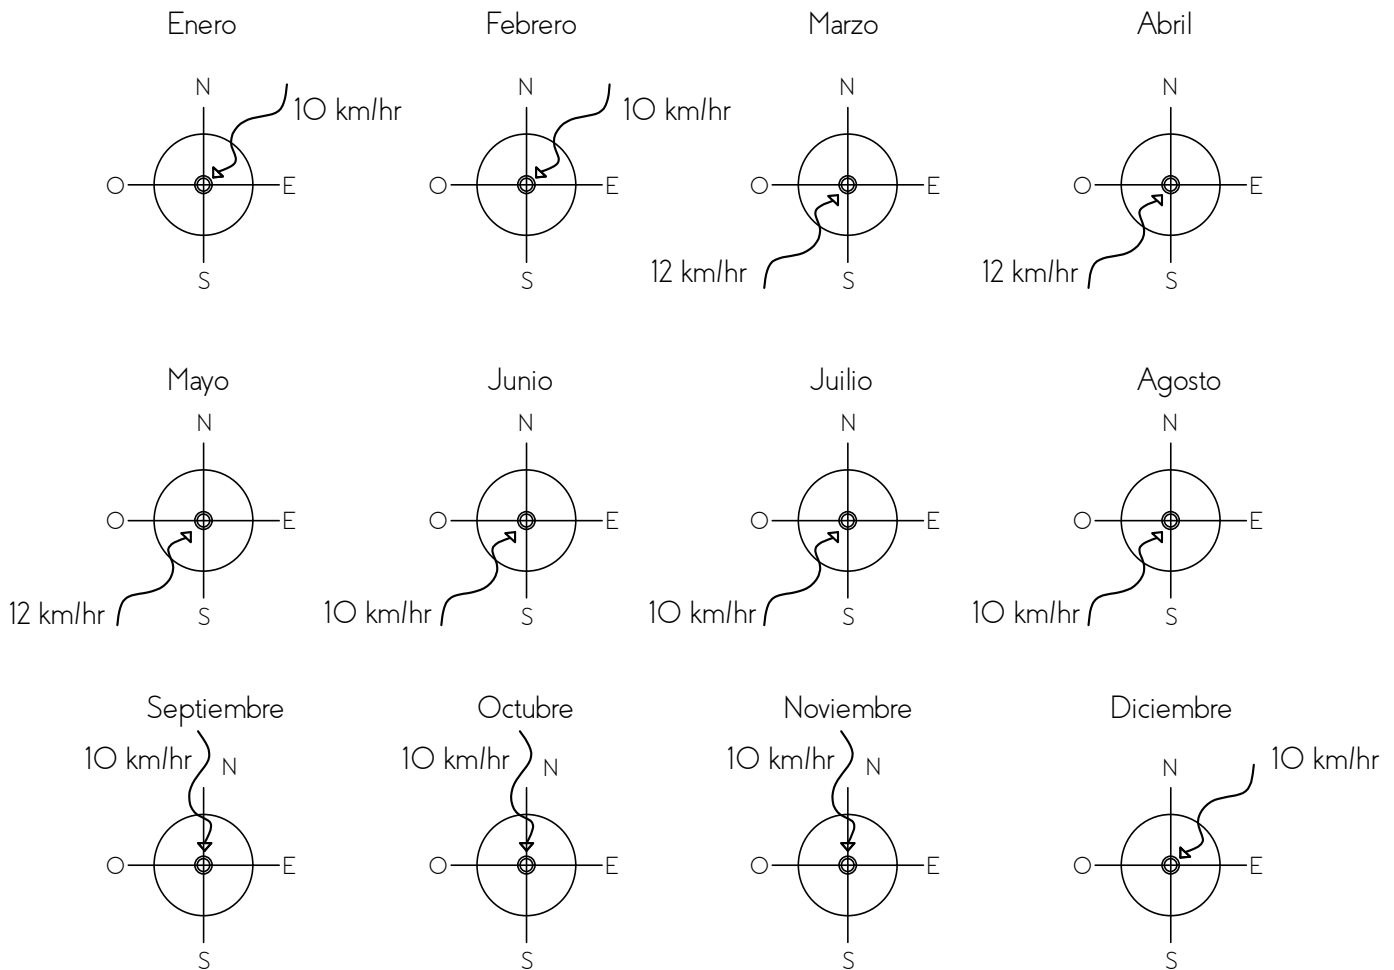 Enero
Febrero
Marzo
Abril
N
10 km/hr
N
10 km/hr
N
N
O
E
O
E
O
E
O
E
S
S
12 km/hr
S
12 km/hr
S
Mayo
Junio
Juilio
Agosto
N
N
N
N
O
E
O
E
O
E
O
E
12 km/hr
S
10 km/hr
S
10 km/hr
S
10 km/hr
S
Septiembre
Octubre
Noviembre
Diciembre
10 km/hr
N
10 km/hr
N
10 km/hr
N
N
10 km/hr
O
E
O
E
O
E
O
E
S
S
S
S